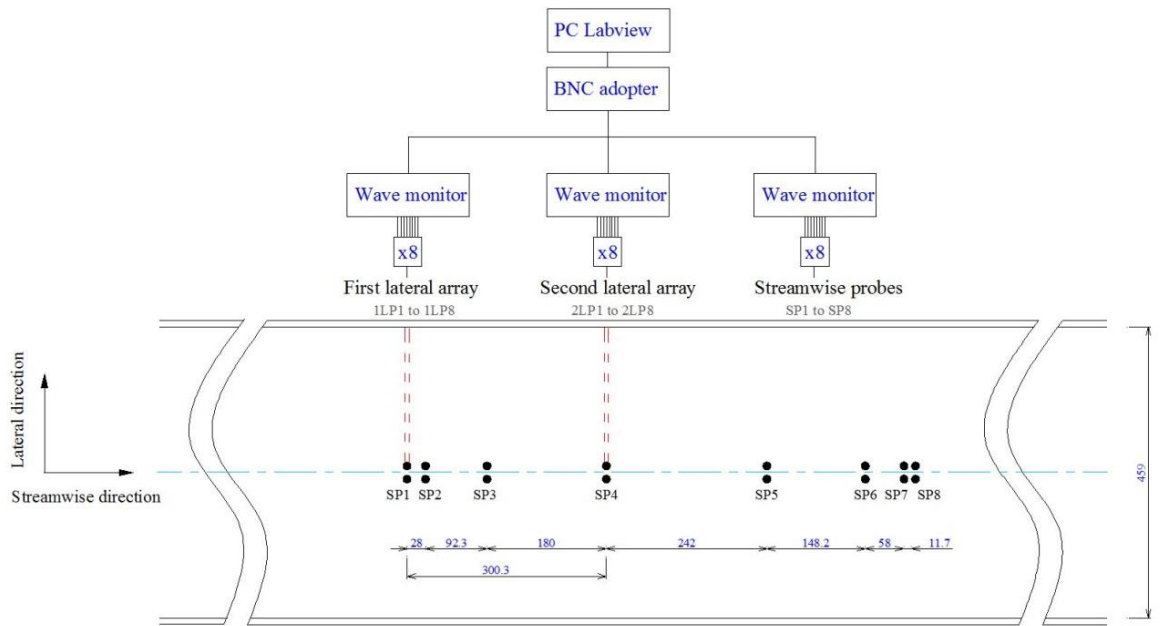 PC Labview
BNC adopter
Wave monitor
Wave monitor
Wave monitor
x8
x8
x8
First lateral array
Second lateral array
Streamwise probes
1LP1 to 1LP8
2LP1 to 2LP8
SP1 to SP8
Lateral direction
Streamwise direction
SP1
SP2
SP3
SP4
SP5
SP6
SP7
SP8
459
28
92.3
180
242
148.2
58
11.7
300.3